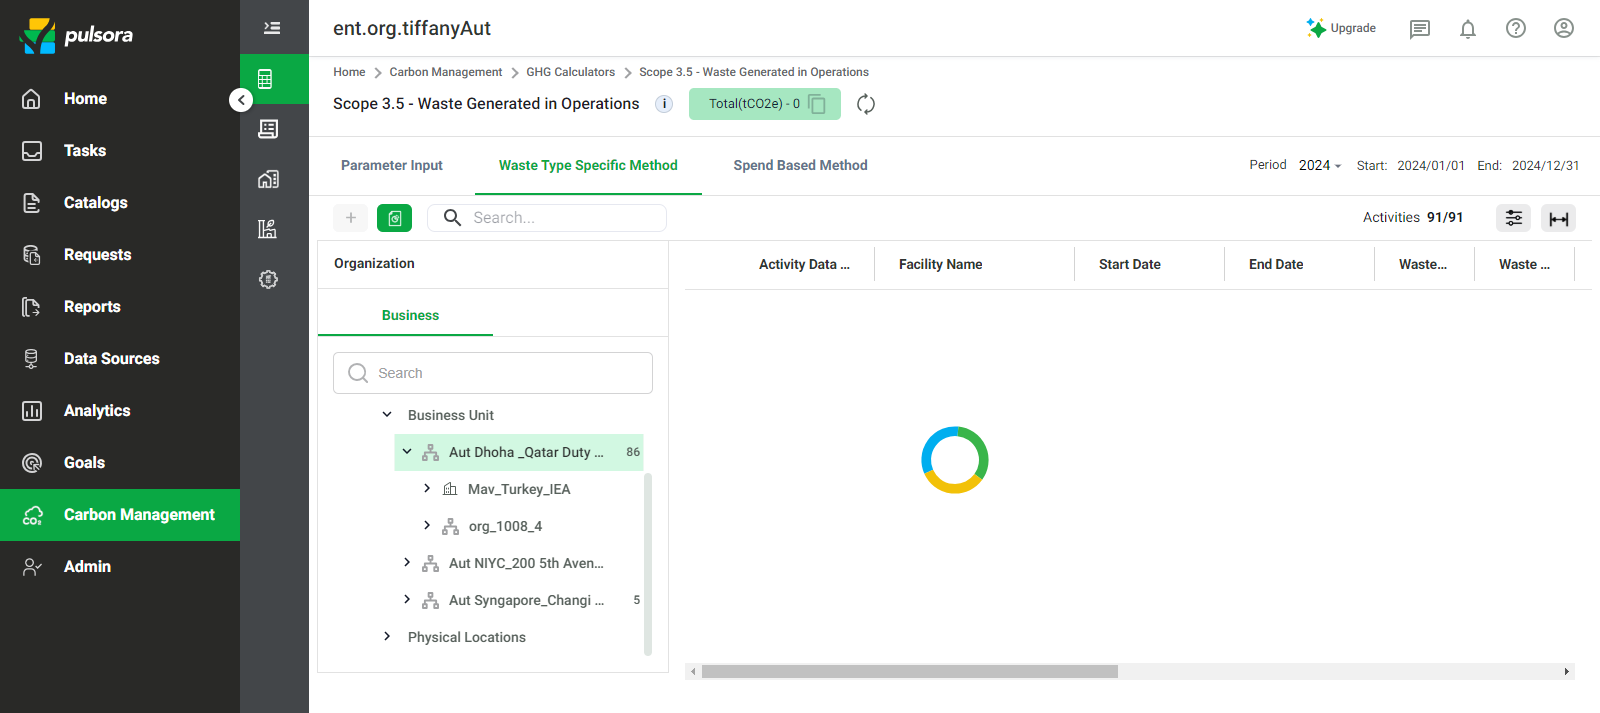 pulsora
Home
Tasks
Catalogs
Requests
Reports
Data Sources
Analytics
Goals
Carbon Management
Admin
ent.org.tiffanyAut
Upgrade
Home > Carbon Management > GHG Calculators > Scope 3.5 - Waste Generated in Operations
Scope 3.5 - Waste Generated in Operations
Total(tCO2e) - 0
Parameter Input
Waste Type Specific Method
Spend Based Method
Period 2024 Start: 2024/01/01 End: 2024/12/31
Search...
Activities 91/91
Organization
Business
Search
Business Unit
Aut Dhoha _Qatar Duty ... 86
Mav_Turkey_IEA
org_1008_4
Aut NIYC_200 5th Aven...
Aut Syngapore_Changi ... 5
Physical Locations
Activity Data ... Facility Name Start Date End Date Waste... Waste ...